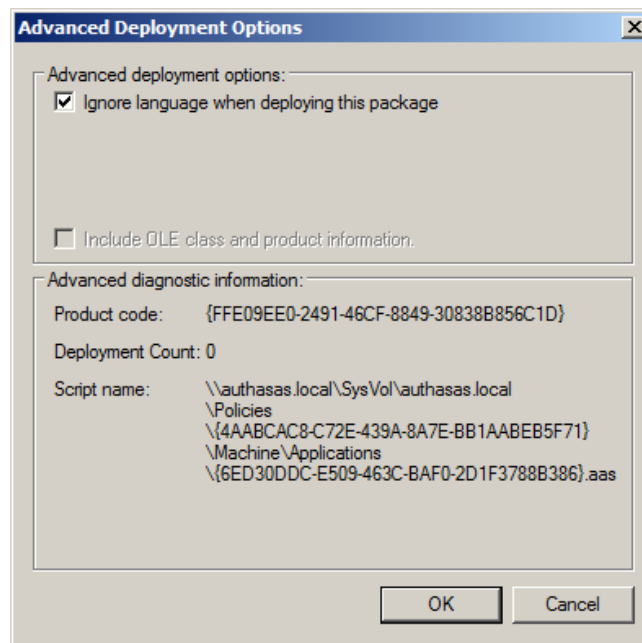 Advanced Deployment Options
Advanced deployment options:
Ignore language when deploying this package
Include OLE class and product information.
Advanced diagnostic information:
Product code: {FFE09EE0-2491-46CF-8849-30838B856C1D}
Deployment Count: 0
Script name: \\authasas.local\SysVol\authasas.local
\Policies
\{4AABCAC8-C72E-439A-8A7E-BB1AABEB5F71}
\Machine\Applications
\{6ED30DDC-E509-463C-BAF0-2D1F3788B386}.aas
OK Cancel